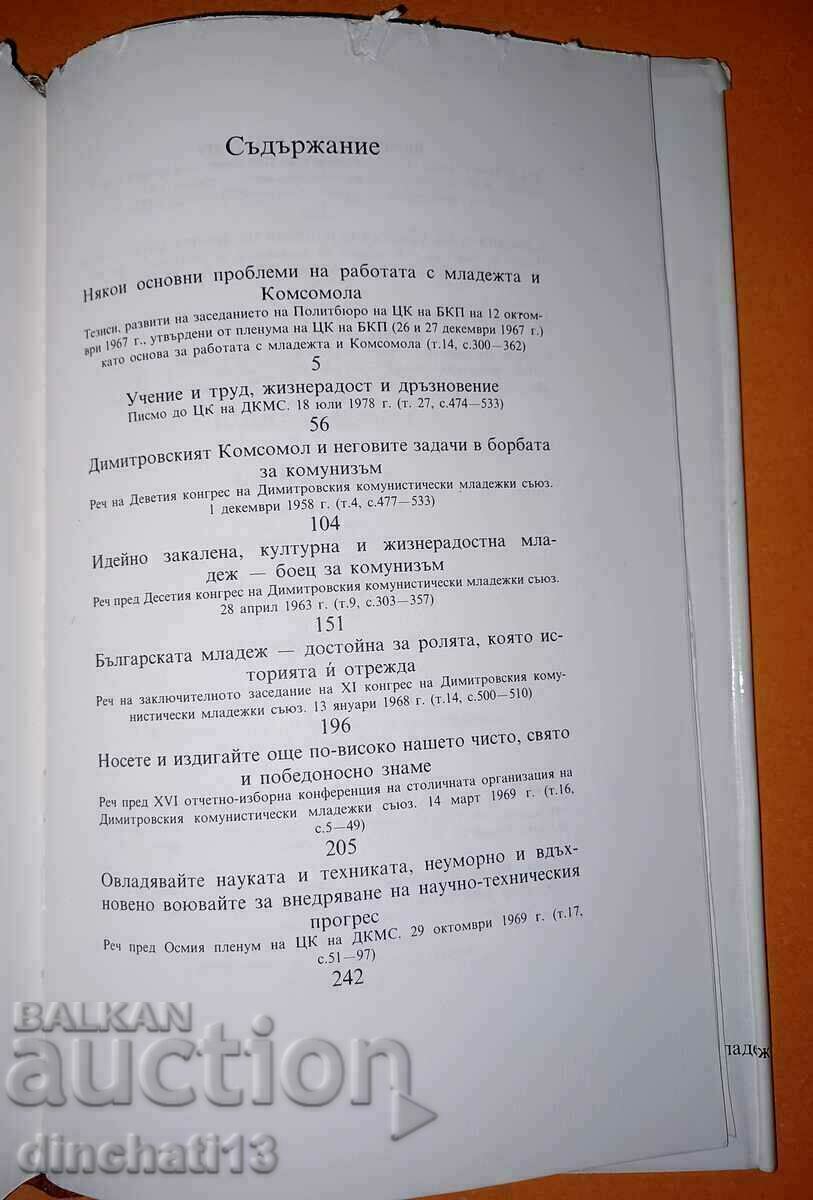 Съдържание
Някои основни проблеми на работата с младежта и
Комсомола
Тезиси, развити на заседанието на Политбюро на ЦК на БКП на 12 октом-
ври 1967 г., утвърдени от пленума на ЦК на БКП (26 и 27 декември 1967 г.)
като основа за работата с младежта и Комсомола (т.14, с.300—362)
5
Учение и труд, жизнерадост и дръзновение
Писмо до ЦК на ДКМС. 18 юли 1978 г. (т. 27, с.474—533)
56
Димитровският Комсомол и неговите задачи в борбата
за комунизъм
Реч на Деветия конгрес на Димитровския комунистически младежки съюз.
1 декември 1958 г. (т.4, с.477—533)
104
Идейно закалена, културна и жизнерадостна мла-
деж — боец за комунизъм
Реч пред Десетия конгрес на Димитровския комунистически младежки съюз.
28 април 1963 г. (т.9, с.303—357)
151
Българската младеж — достойна за ролята, която ис-
торията ѝ отрежда
Реч на заключителното заседание на XI конгрес на Димитровския кому-
нистически младежки съюз. 13 януари 1968 г. (т.14, с.500—510)
196
Носете и издигайте още по-високо нашето чисто, свято
и победоносно знаме
Реч пред XVI отчетно-изборна конференция на столичната организация на
Димитровския комунистически младежки съюз. 14 март 1969 г. (т.16,
с.5—49)
205
Овладявайте науката и техниката, неуморно и вдъх-
новено воювайте за внедряване на научно-техническия
прогрес
Реч пред Осмия пленум на ЦК на ДКМС. 29 октомври 1969 г. (т.17,
с.51—97)
242
ладеж
BALKAN
auction
dinchati13